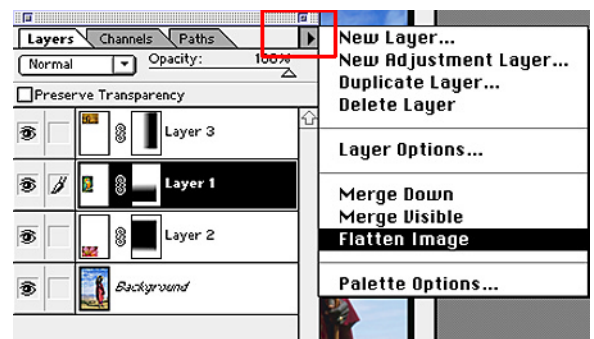 Layers Channels Paths
Normal Opacity: 100%
Preserve Transparency
Layer 3
Layer 1
Layer 2
Background
New Layer...
New Adjustment Layer...
Duplicate Layer...
Delete Layer
Layer Options...
Merge Down
Merge Visible
Flatten Image
Palette Options...